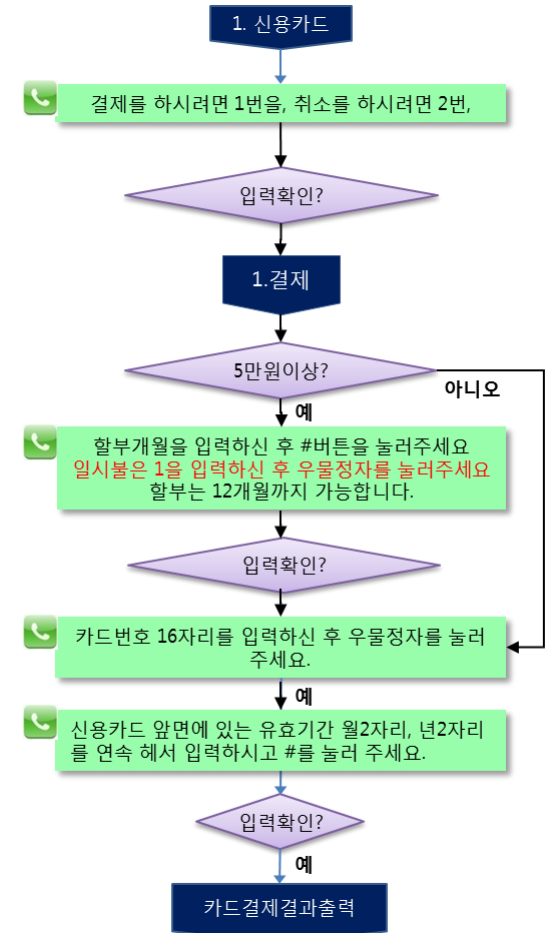 1. 신용카드
결제를 하시려면 1번을, 취소를 하시려면 2번,
입력확인?
1.결제
5만원이상?
아니오
예
할부개월을 입력하신 후 #버튼을 눌러주세요
일시불은 1을 입력하신 후 우물정자를 눌러주세요
할부는 12개월까지 가능합니다.
입력확인?
카드번호 16자리를 입력하신 후 우물정자를 눌러
주세요.
예
신용카드 앞면에 있는 유효기간 월2자리, 년2자리
를 연속 헤서 입력하시고 #를 눌러 주세요.
입력확인?
예
카드결제결과출력